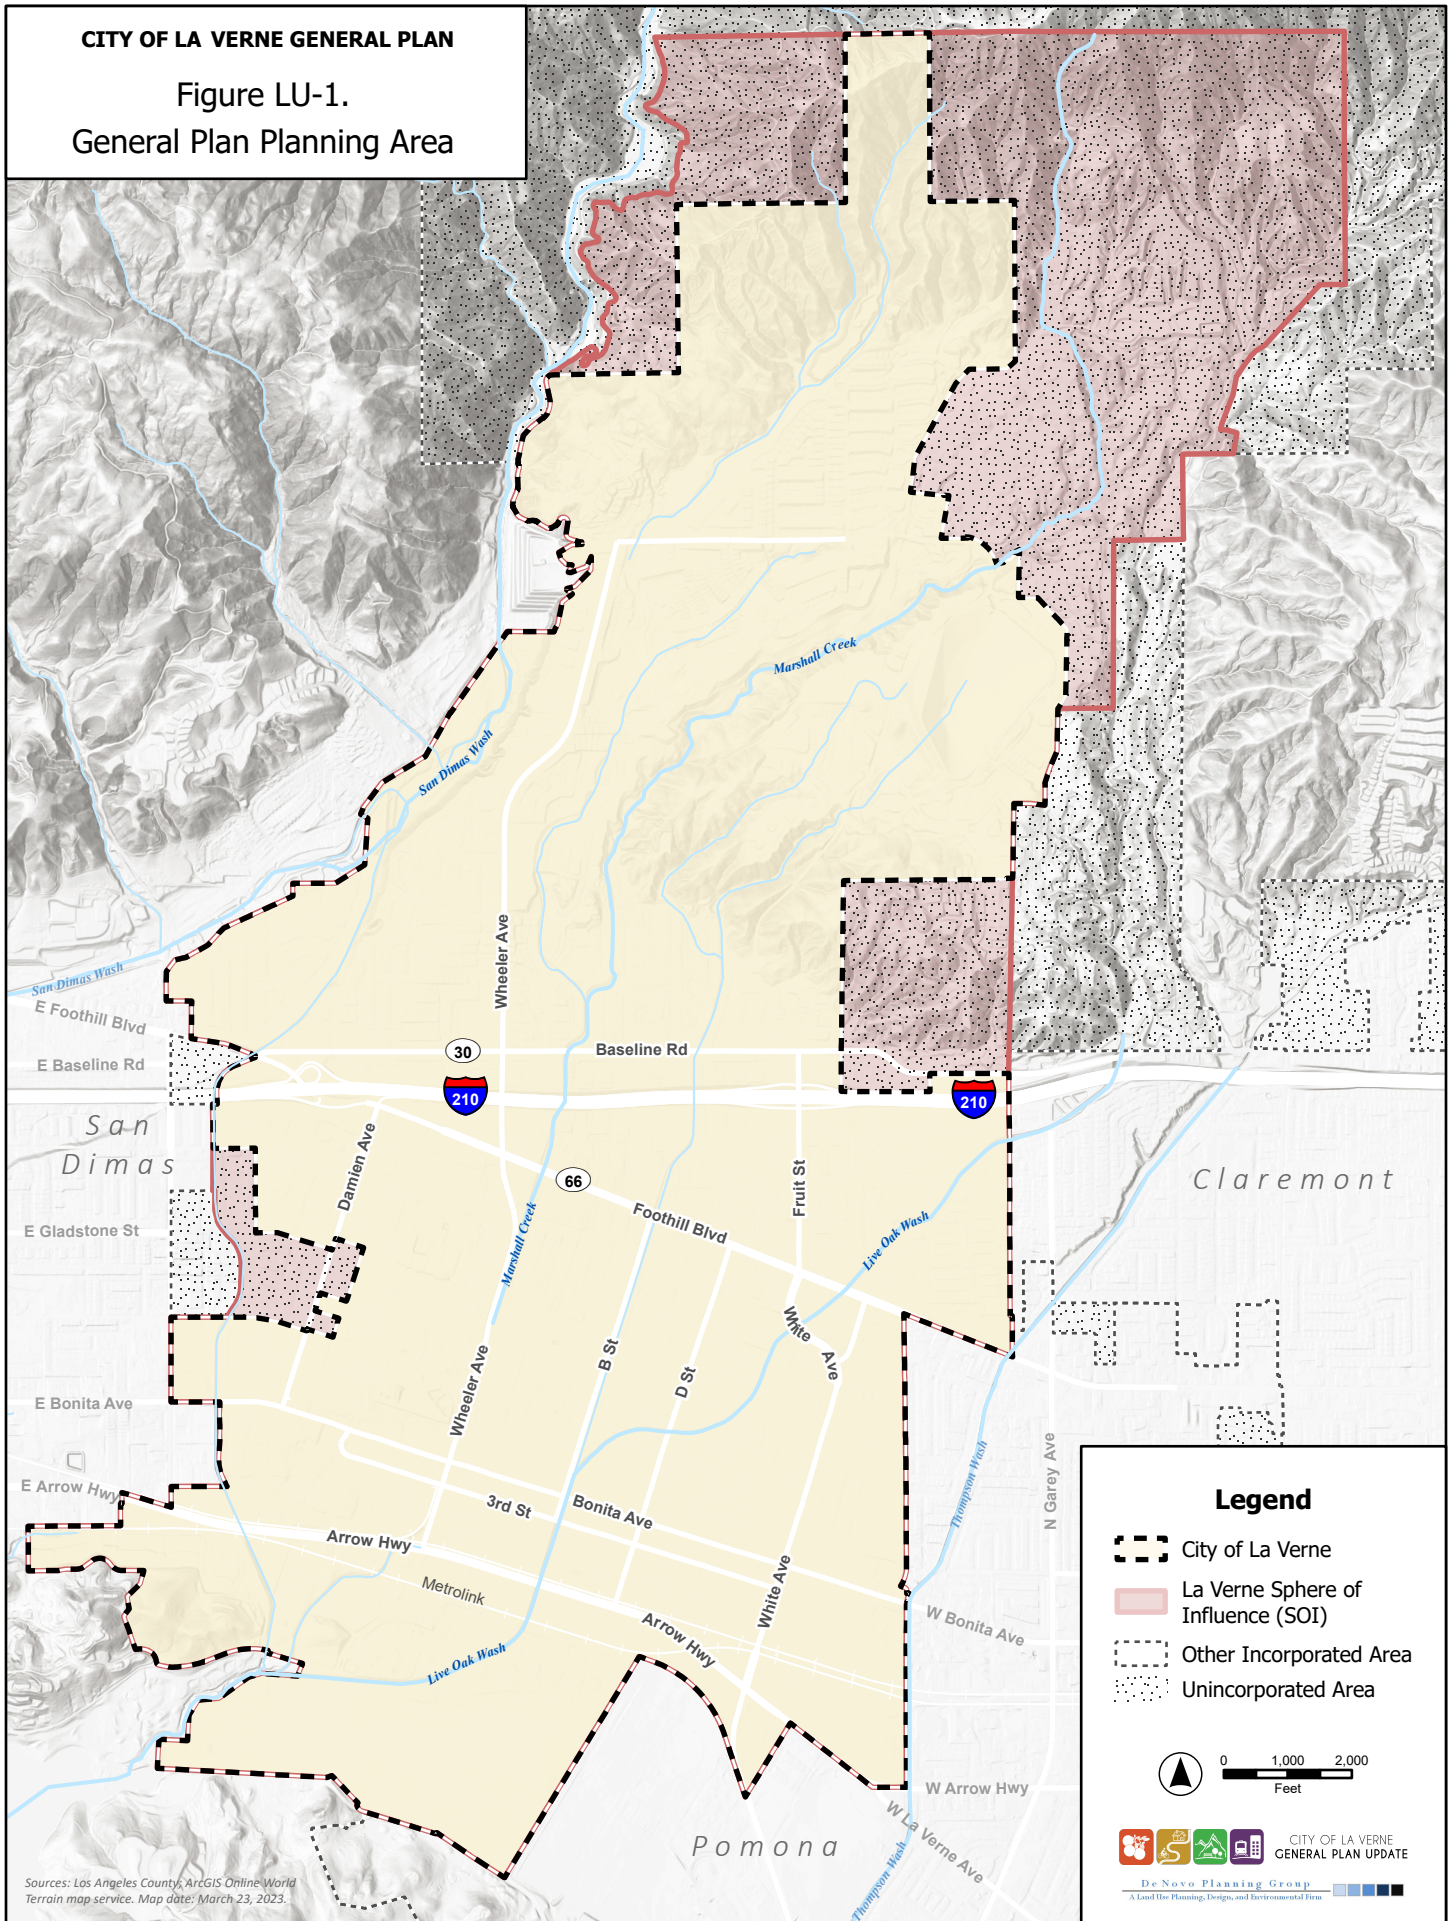 CITY OF LA VERNE GENERAL PLAN
Figure LU-1.
General Plan Planning Area
Marshall Creek
San Dimas Wash
Wheeler Ave
San Dimas Wash
E Foothill Blvd
E Baseline Rd
30
Baseline Rd
210
210
San
Dimas
Damien Ave
66
Fruit St
Claremont
Foothill Blvd
E Gladstone St
Marshall Creek
Live Oak Wash
White Ave
B St
D St
Wheeler Ave
E Bonita Ave
E Arrow Hwy
3rd St
Bonita Ave
Thompson Wash
N Garey Ave
Arrow Hwy
Metrolink
White Ave
W Bonita Ave
Arrow Hwy
Live Oak Wash
W Arrow Hwy
W La Verne Ave
Pomona
Thompson Wash
Legend
City of La Verne
La Verne Sphere of
Influence (SOI)
Other Incorporated Area
Unincorporated Area
0 1,000 2,000
Feet
CITY OF LA VERNE
GENERAL PLAN UPDATE
De Novo Planning Group
A Land Use Planning, Design, and Environmental Firm
Sources: Los Angeles County; ArcGIS Online World
Terrain map service. Map date: March 23, 2023.